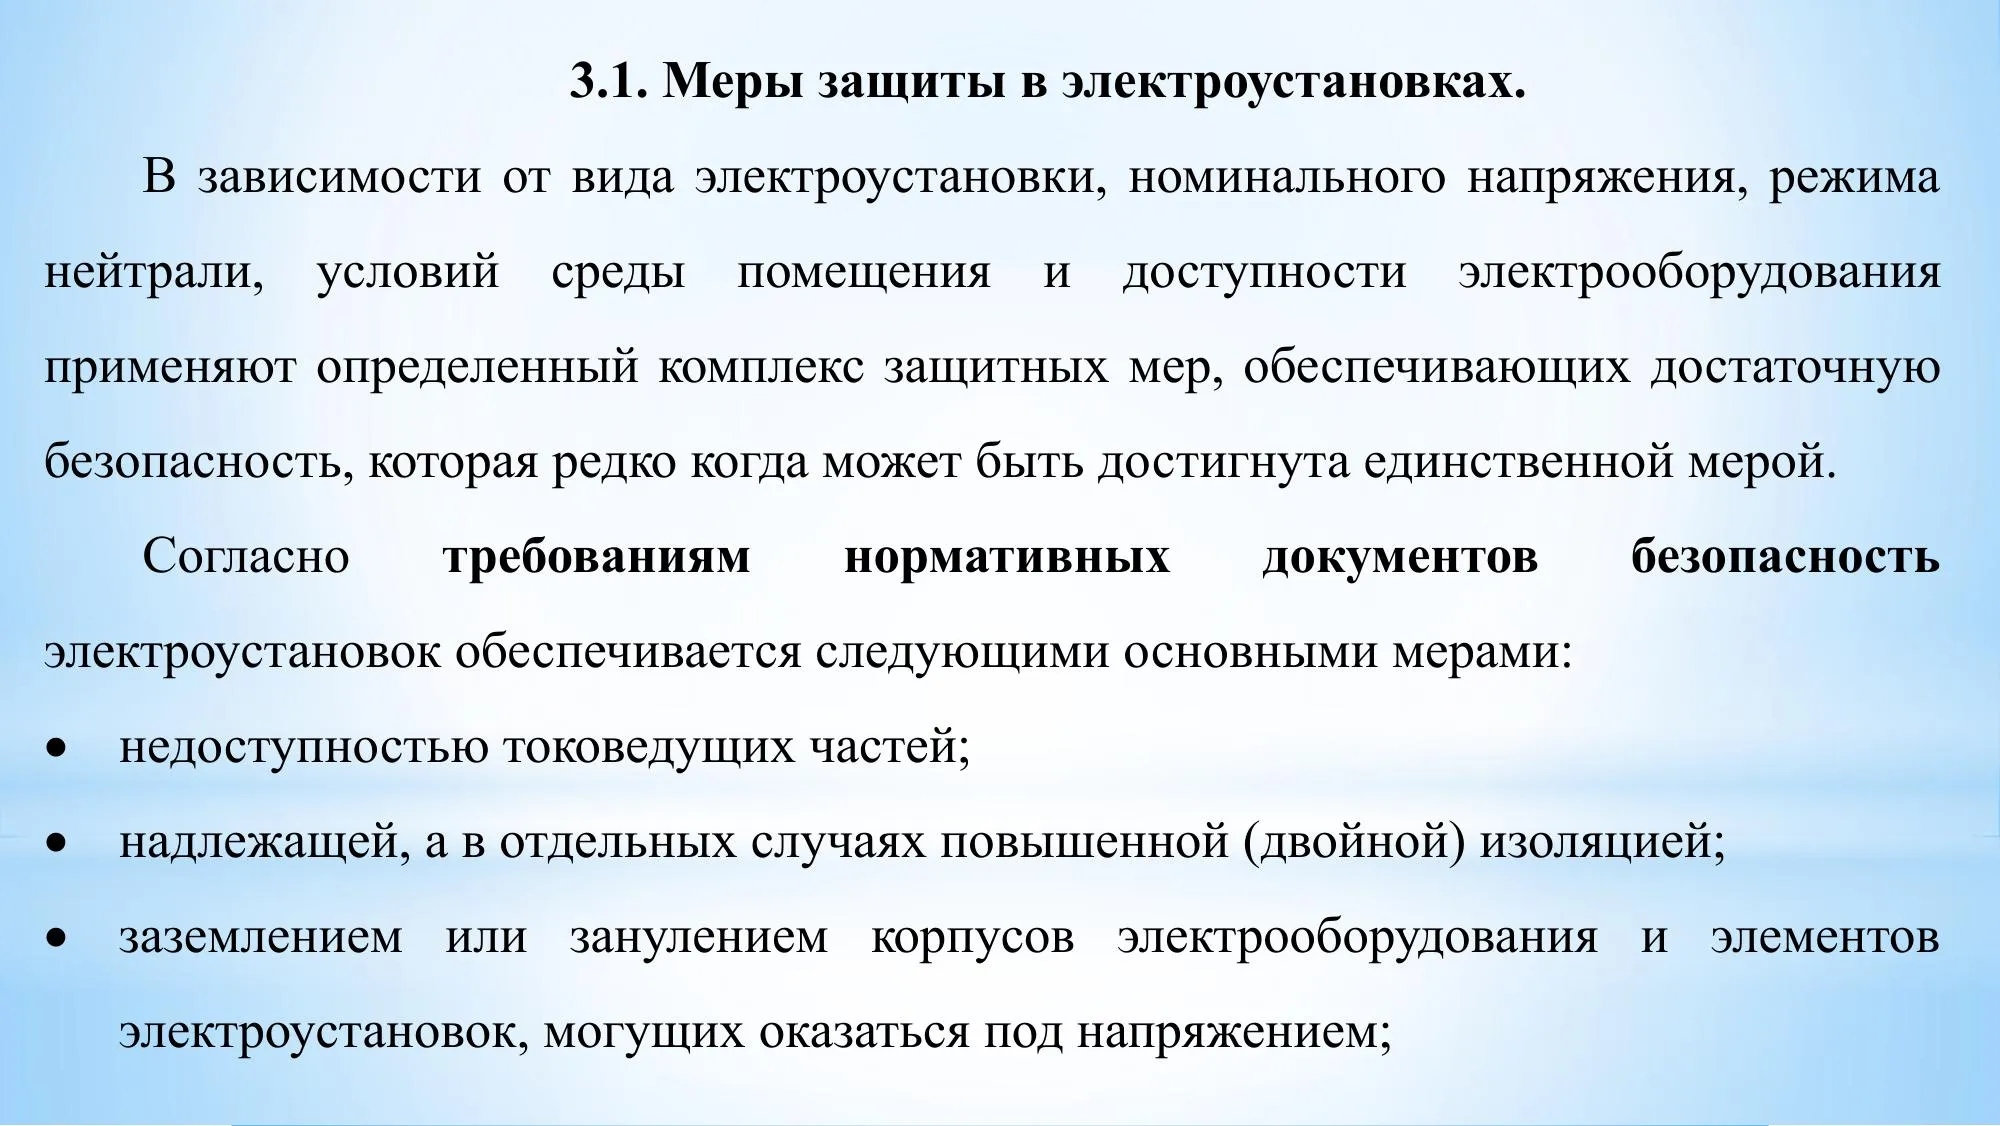 3.1. Меры защиты в электроустановках.
В зависимости от вида электроустановки, номинального напряжения, режима
нейтрали, условий среды помещения и доступности электрооборудования
применяют определенный комплекс защитных мер, обеспечивающих достаточную
безопасность, которая редко когда может быть достигнута единственной мерой.
Согласно требованиям нормативных документов безопасность
электроустановок обеспечивается следующими основными мерами:
• недоступностью токоведущих частей;
• надлежащей, а в отдельных случаях повышенной (двойной) изоляцией;
• заземлением или занулением корпусов электрооборудования и элементов
электроустановок, могущих оказаться под напряжением;